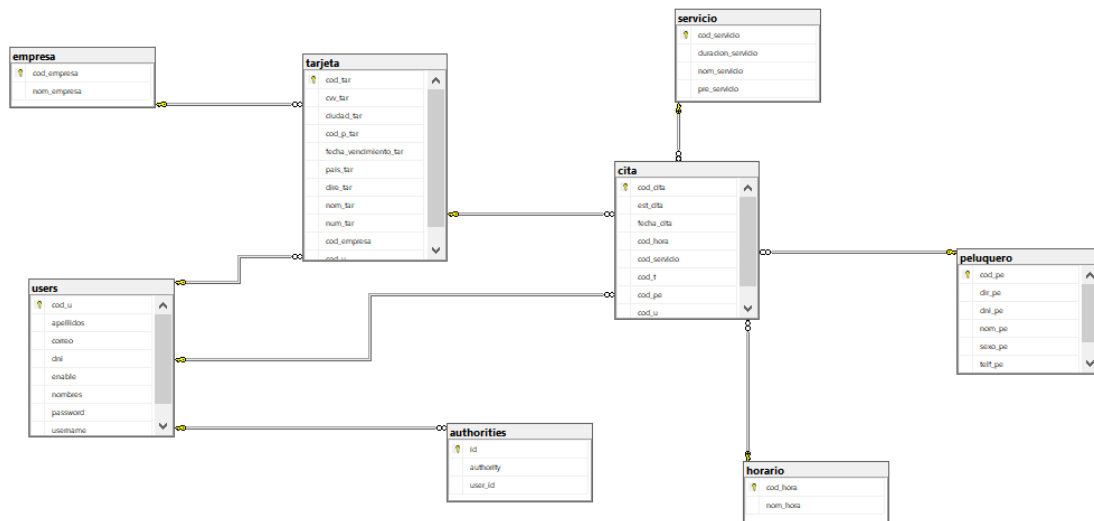 empresa
cod_empresa
nom_empresa
tarjeta
cod_tar
cvv_tar
ciudad_tar
cod_p_tar
fecha_vencimiento_tar
pais_tar
dire_tar
nom_tar
num_tar
cod_empresa
cod_u
servicio
cod_servicio
duracion_servicio
nom_servicio
pre_servicio
cita
cod_cita
est_cita
fecha_cita
cod_hora
cod_servicio
cod_t
cod_pe
cod_u
peluquero
cod_pe
dir_pe
dni_pe
nom_pe
sexo_pe
telf_pe
users
cod_u
apellidos
correo
dni
enable
nombres
password
username
authorities
id
authority
user_id
horario
cod_hora
nom_hora